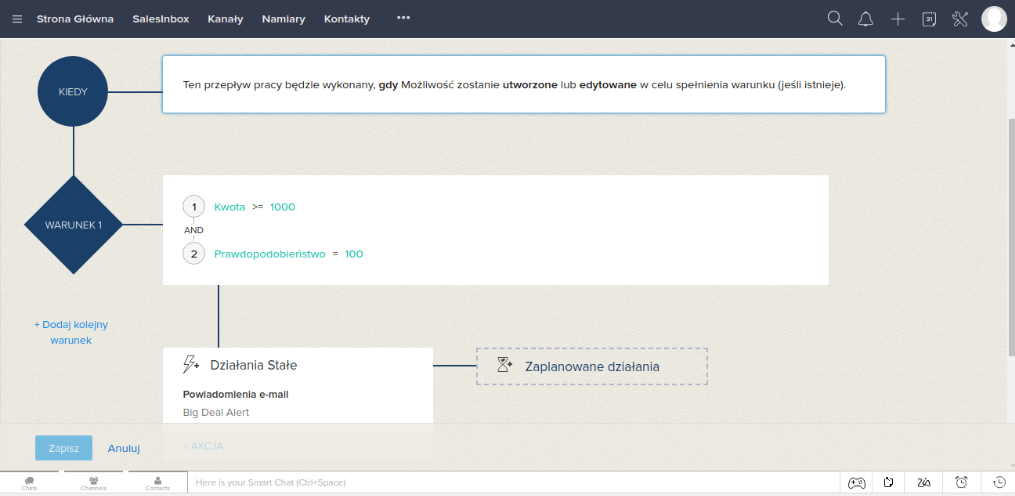 Strona Główna SalesInbox Kanały Namiary Kontakty •••
31
KIEDY
Ten przepływ pracy będzie wykonany, gdy Możliwość zostanie utworzone lub edytowane w celu spełnienia warunku (jeśli istnieje).
WARUNEK 1
1 Kwota >= 1000
AND
2 Prawdopodobieństwo = 100
+ Dodaj kolejny
warunek
Działania Stałe
Zaplanowane działania
Powiadomienia e-mail
Big Deal Alert
+ AKCJA
Zapisz Anuluj
Chats Channels Contacts Here is your Smart Chat (Ctrl+Space)